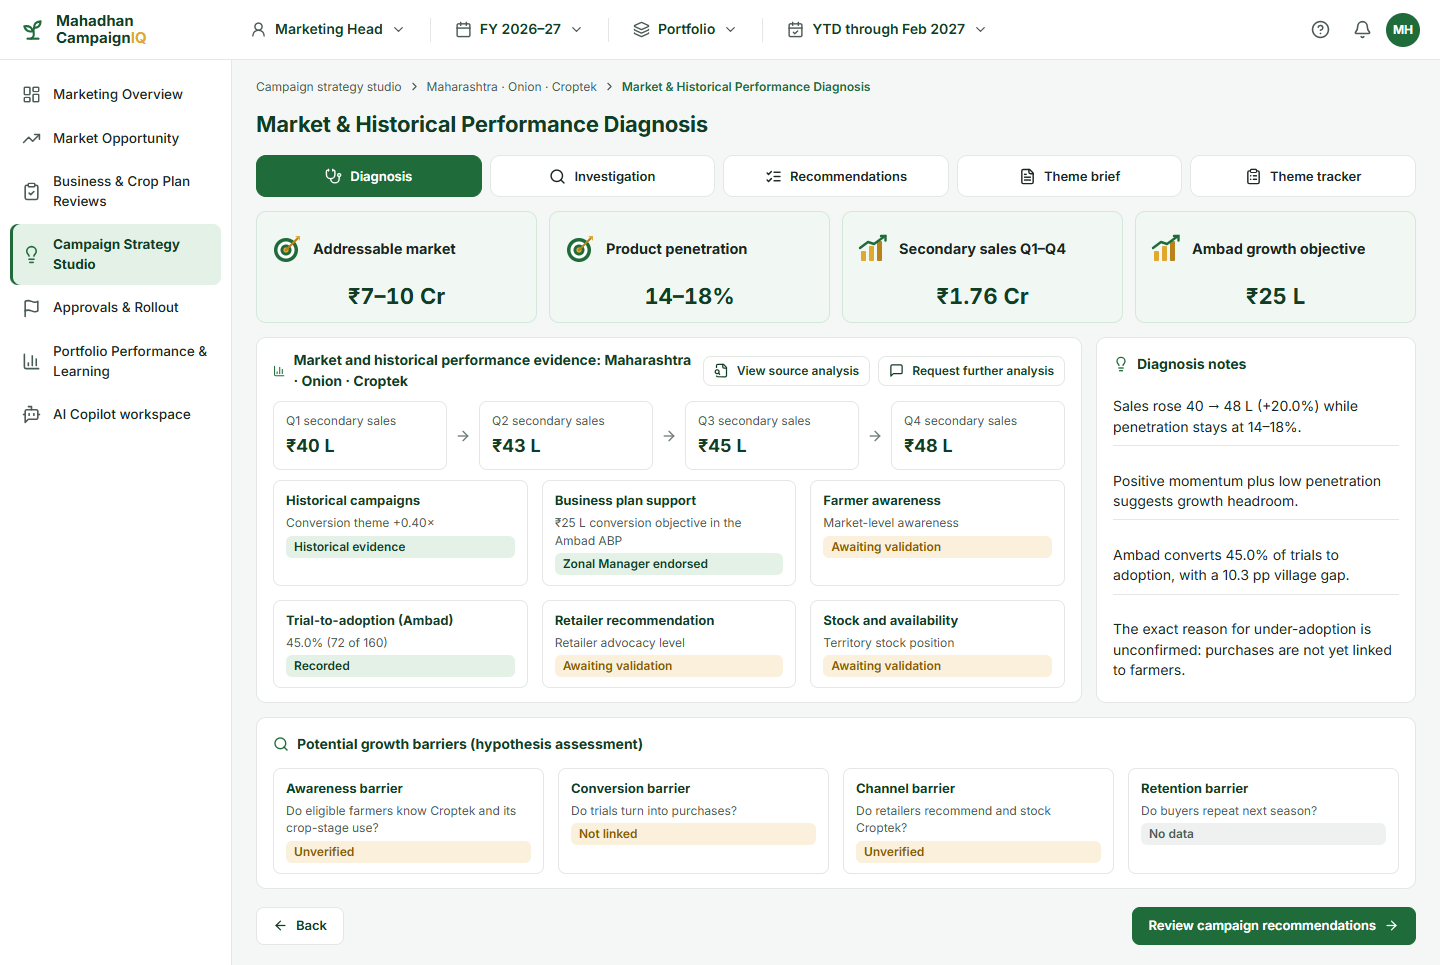 Mahadhan
CampaignIQ
Marketing Head
FY 2026–27
Portfolio
YTD through Feb 2027
MH
Marketing Overview
Market Opportunity
Business & Crop Plan
Reviews
Campaign Strategy
Studio
Approvals & Rollout
Portfolio Performance &
Learning
AI Copilot workspace
Campaign strategy studio > Maharashtra · Onion · Croptek > Market & Historical Performance Diagnosis
Market & Historical Performance Diagnosis
Diagnosis
Investigation
Recommendations
Theme brief
Theme tracker
Addressable market
₹7–10 Cr
Product penetration
14–18%
Secondary sales Q1–Q4
₹1.76 Cr
Ambad growth objective
₹25 L
Market and historical performance evidence: Maharashtra
· Onion · Croptek
View source analysis
Request further analysis
Q1 secondary sales
₹40 L
→
Q2 secondary sales
₹43 L
→
Q3 secondary sales
₹45 L
→
Q4 secondary sales
₹48 L
Historical campaigns
Conversion theme +0.40×
Historical evidence
Business plan support
₹25 L conversion objective in the
Ambad ABP
Zonal Manager endorsed
Farmer awareness
Market-level awareness
Awaiting validation
Trial-to-adoption (Ambad)
45.0% (72 of 160)
Recorded
Retailer recommendation
Retailer advocacy level
Awaiting validation
Stock and availability
Territory stock position
Awaiting validation
Diagnosis notes
Sales rose 40 → 48 L (+20.0%) while
penetration stays at 14–18%.
Positive momentum plus low penetration
suggests growth headroom.
Ambad converts 45.0% of trials to
adoption, with a 10.3 pp village gap.
The exact reason for under-adoption is
unconfirmed: purchases are not yet linked
to farmers.
Potential growth barriers (hypothesis assessment)
Awareness barrier
Do eligible farmers know Croptek and its
crop-stage use?
Unverified
Conversion barrier
Do trials turn into purchases?
Not linked
Channel barrier
Do retailers recommend and stock
Croptek?
Unverified
Retention barrier
Do buyers repeat next season?
No data
← Back
Review campaign recommendations →